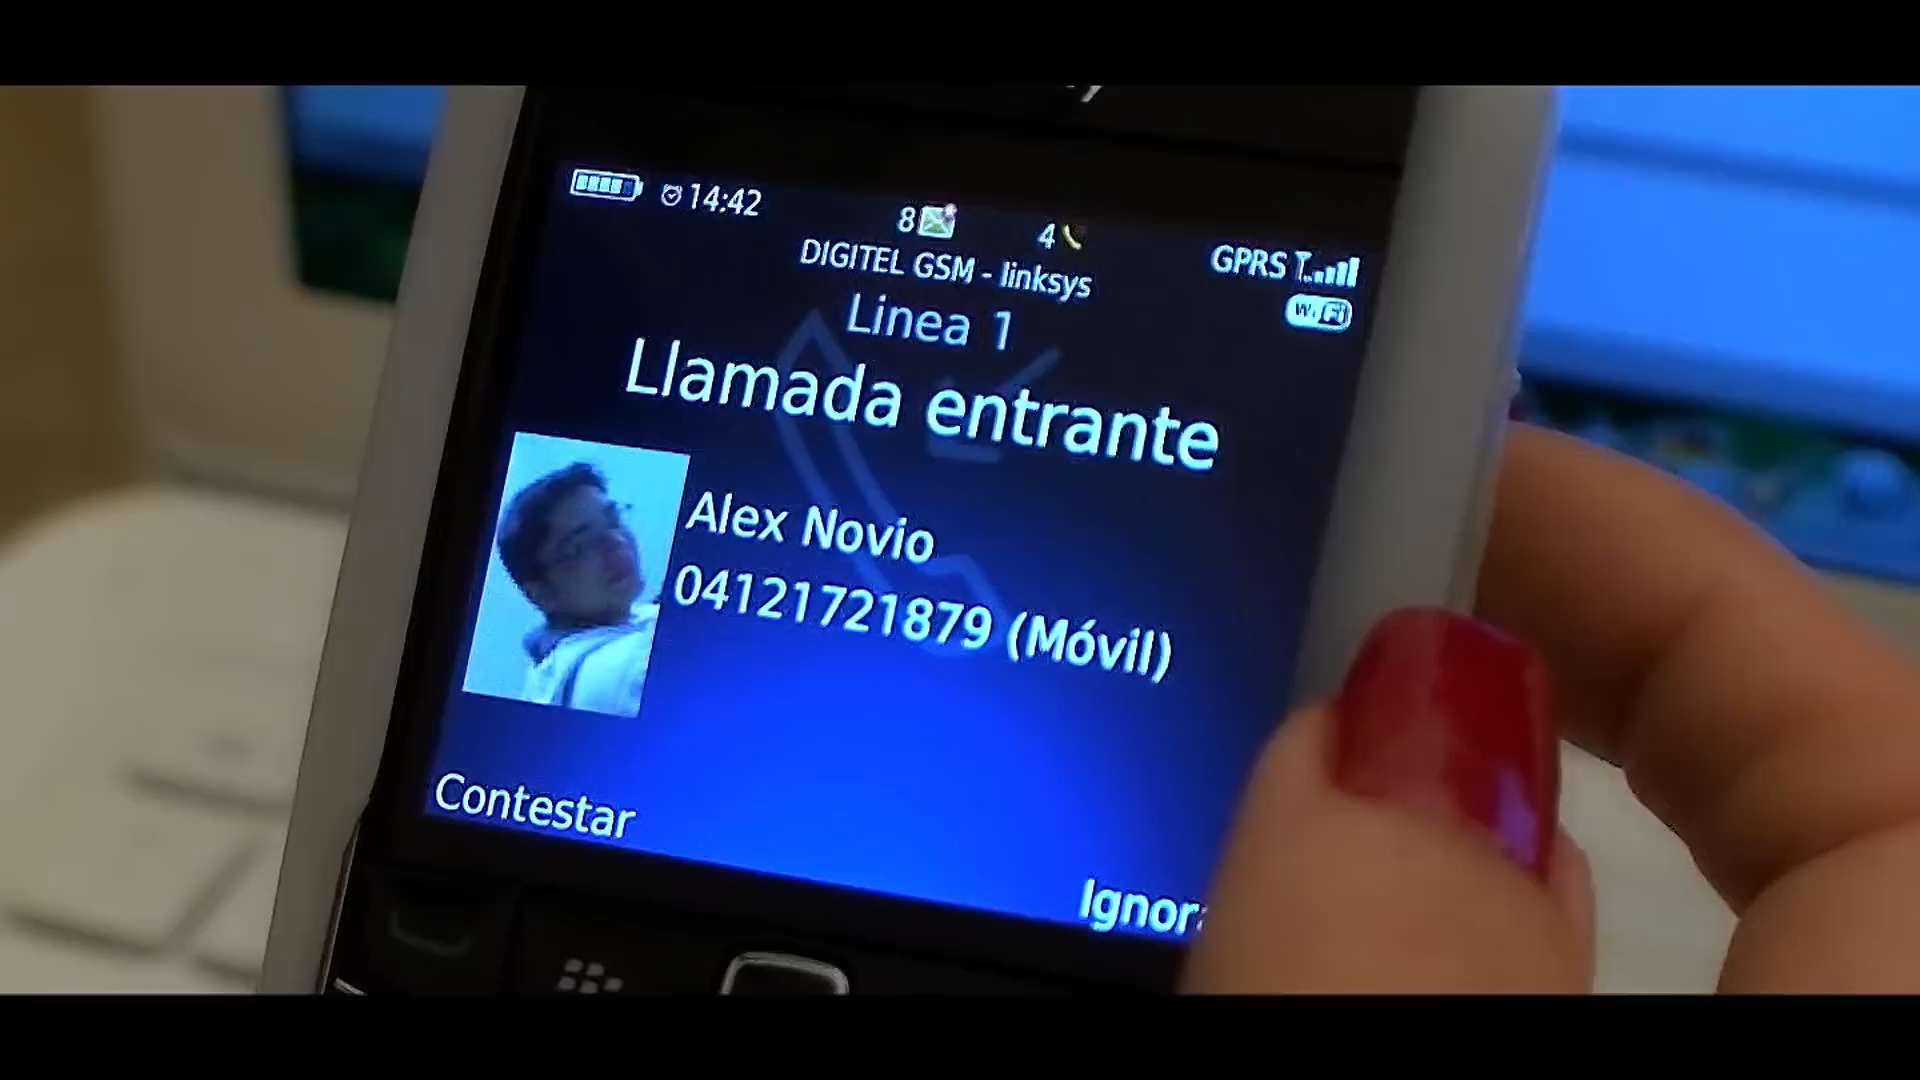 14:42
8
4
GPRS
DIGITEL GSM - linksys
WiFi
Linea 1
Llamada entrante
Alex Novio
04121721879 (Móvil)
Contestar